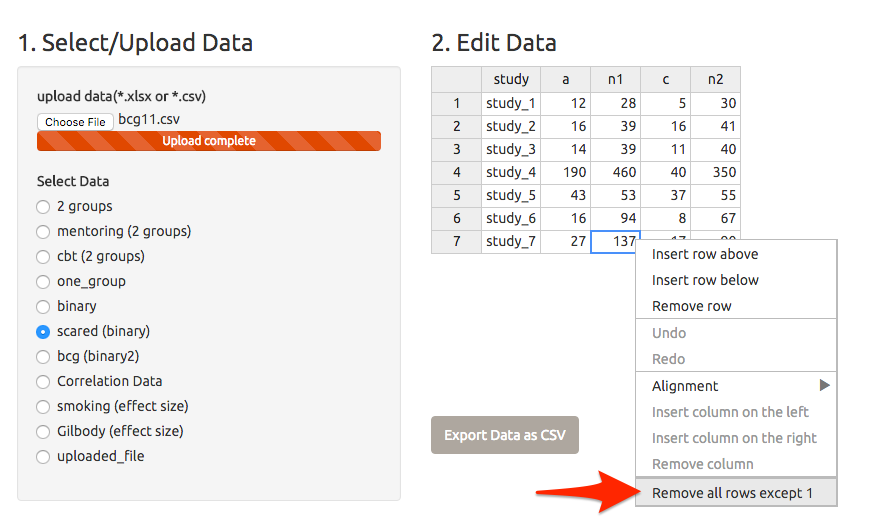 1. Select/Upload Data
upload data(*.xlsx or *.csv)
Choose File bcg11.csv
Upload complete
Select Data
2 groups
mentoring (2 groups)
cbt (2 groups)
one_group
binary
scared (binary)
bcg (binary2)
Correlation Data
smoking (effect size)
Gilbody (effect size)
uploaded_file
2. Edit Data
study a n1 c n2
1 study_1 12 28 5 30
2 study_2 16 39 16 41
3 study_3 14 39 11 40
4 study_4 190 460 40 350
5 study_5 43 53 37 55
6 study_6 16 94 8 67
7 study_7 27 137
Insert row above
Insert row below
Remove row
Undo
Redo
Alignment
Insert column on the left
Insert column on the right
Remove column
Remove all rows except 1
Export Data as CSV